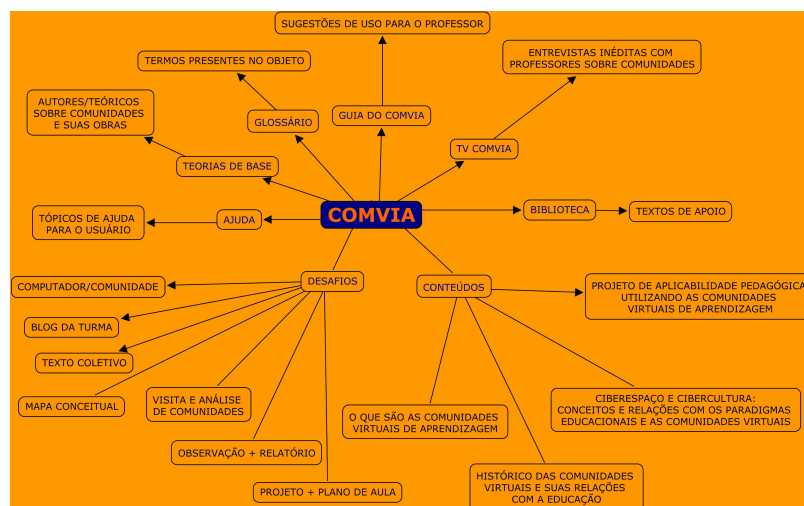 SUGESTÕES DE USO PARA O PROFESSOR
TERMOS PRESENTES NO OBJETO
ENTREVISTAS INÉDITAS COM
PROFESSORES SOBRE COMUNIDADES
AUTORES/TEÓRICOS
SOBRE COMUNIDADES
E SUAS OBRAS
GLOSSÁRIO
GUIA DO COMVIA
TV COMVIA
TEORIAS DE BASE
AJUDA
TÓPICOS DE AJUDA
PARA O USUÁRIO
COMVIA
BIBLIOTECA
TEXTOS DE APOIO
DESAFIOS
CONTEÚDOS
COMPUTADOR/COMUNIDADE
PROJETO DE APLICABILIDADE PEDAGÓGICA
UTILIZANDO AS COMUNIDADES
VIRTUAIS DE APRENDIZAGEM
BLOG DA TURMA
TEXTO COLETIVO
MAPA CONCEITUAL
VISITA E ANÁLISE
DE COMUNIDADES
O QUE SÃO AS COMUNIDADES
VIRTUAIS DE APRENDIZAGEM
CIBERESPAÇO E CIBERCULTURA:
CONCEITOS E RELAÇÕES COM OS PARADIGMAS
EDUCACIONAIS E AS COMUNIDADES VIRTUAIS
OBSERVAÇÃO + RELATÓRIO
HISTÓRICO DAS COMUNIDADES
VIRTUAIS E SUAS RELAÇÕES
COM A EDUCAÇÃO
PROJETO + PLANO DE AULA